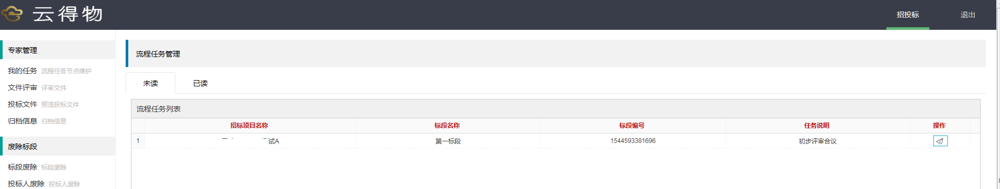 云得物
招投标 退出
专家管理
我的任务 流程任务节点维护
文件评审 评审文件
投标文件 预览投标文件
归档信息 归档信息
废除标段
标段废除 标段废除
投标人废除 投标人废除
流程任务管理
未读 已读
流程任务列表
招标项目名称 标段名称 标段编号 任务说明 操作
1 试A 第一标段 1544593381696 初步评审合议